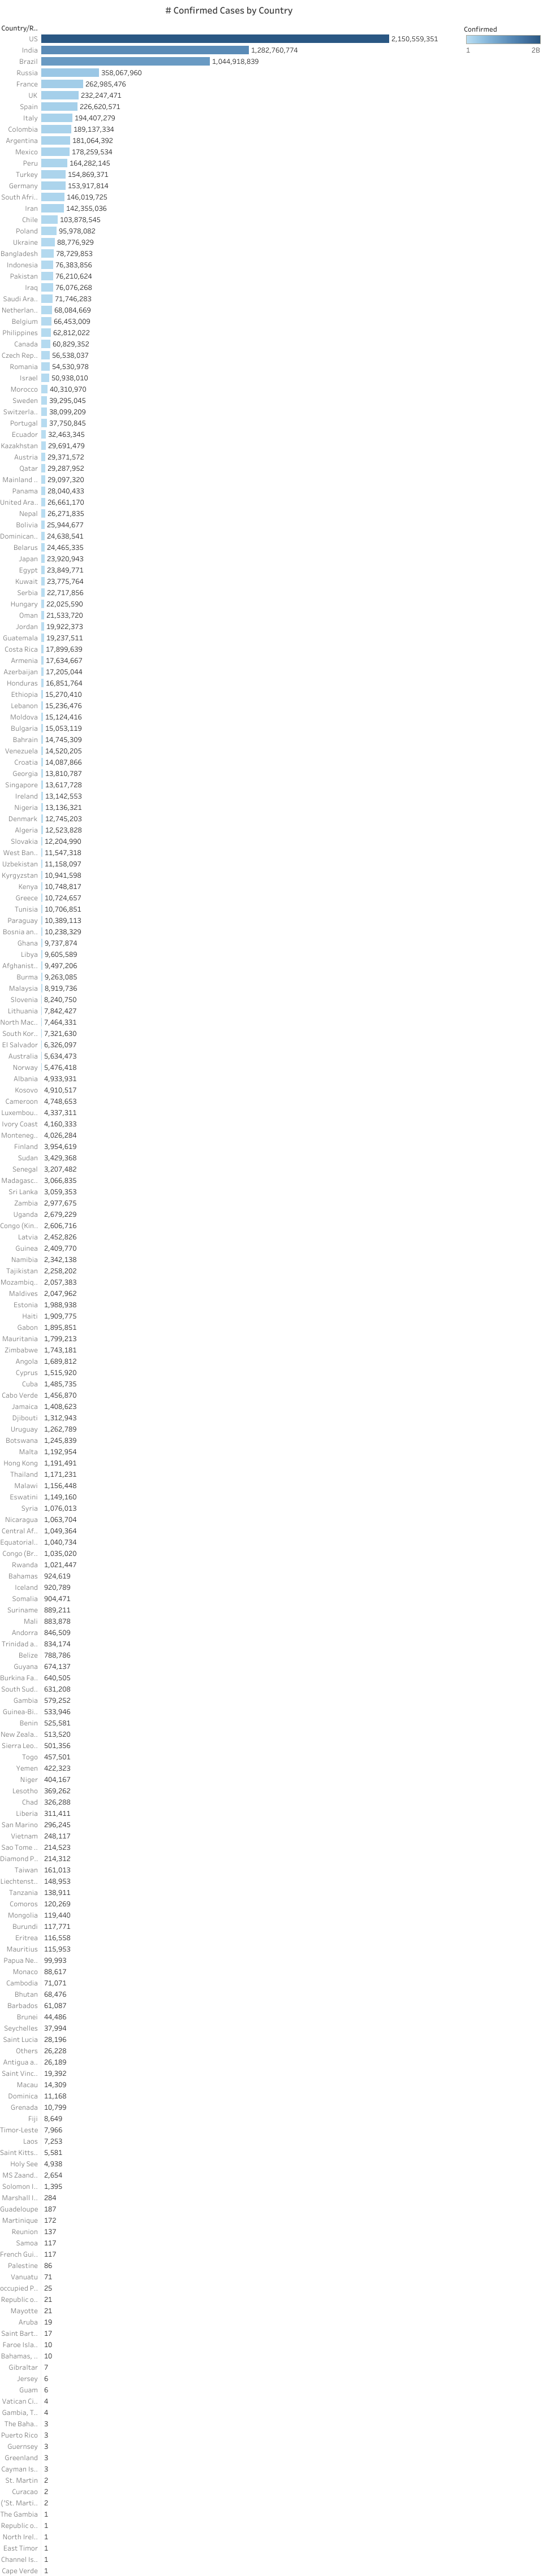 # Confirmed Cases by Country
Country/R..
Confirmed
1 2B
US 2,150,559,351
India 1,282,760,774
Brazil 1,044,918,839
Russia 358,067,960
France 262,985,476
UK 232,247,471
Spain 226,620,571
Italy 194,407,279
Colombia 189,137,334
Argentina 181,064,392
Mexico 178,259,534
Peru 164,282,145
Turkey 154,869,371
Germany 153,917,814
South Afri.. 146,019,725
Iran 142,355,036
Chile 103,878,545
Poland 95,978,082
Ukraine 88,776,929
Bangladesh 78,729,853
Indonesia 76,383,856
Pakistan 76,210,624
Iraq 76,076,268
Saudi Ara.. 71,746,283
Netherlan.. 68,084,669
Belgium 66,453,009
Philippines 62,812,022
Canada 60,829,352
Czech Rep.. 56,538,037
Romania 54,530,978
Israel 50,938,010
Morocco 40,310,970
Sweden 39,295,045
Switzerla.. 38,099,209
Portugal 37,750,845
Ecuador 32,463,345
Kazakhstan 29,691,479
Austria 29,371,572
Qatar 29,287,952
Mainland .. 29,097,320
Panama 28,040,433
United Ara.. 26,661,170
Nepal 26,271,835
Bolivia 25,944,677
Dominican.. 24,638,541
Belarus 24,465,335
Japan 23,920,943
Egypt 23,849,771
Kuwait 23,775,764
Serbia 22,717,856
Hungary 22,025,590
Oman 21,533,720
Jordan 19,922,373
Guatemala 19,237,511
Costa Rica 17,899,639
Armenia 17,634,667
Azerbaijan 17,205,044
Honduras 16,851,764
Ethiopia 15,270,410
Lebanon 15,236,476
Moldova 15,124,416
Bulgaria 15,053,119
Bahrain 14,745,309
Venezuela 14,520,205
Croatia 14,087,866
Georgia 13,810,787
Singapore 13,617,728
Ireland 13,142,553
Nigeria 13,136,321
Denmark 12,745,203
Algeria 12,523,828
Slovakia 12,204,990
West Ban.. 11,547,318
Uzbekistan 11,158,097
Kyrgyzstan 10,941,598
Kenya 10,748,817
Greece 10,724,657
Tunisia 10,706,851
Paraguay 10,389,113
Bosnia an.. 10,238,329
Ghana 9,737,874
Libya 9,605,589
Afghanist.. 9,497,206
Burma 9,263,085
Malaysia 8,919,736
Slovenia 8,240,750
Lithuania 7,842,427
North Mac.. 7,464,331
South Kor.. 7,321,630
El Salvador 6,326,097
Australia 5,634,473
Norway 5,476,418
Albania 4,933,931
Kosovo 4,910,517
Cameroon 4,748,653
Luxembou.. 4,337,311
Ivory Coast 4,160,333
Monteneg.. 4,026,284
Finland 3,954,619
Sudan 3,429,368
Senegal 3,207,482
Madagasc.. 3,066,835
Sri Lanka 3,059,353
Zambia 2,977,675
Uganda 2,679,229
Congo (Kin.. 2,606,716
Latvia 2,452,826
Guinea 2,409,770
Namibia 2,342,138
Tajikistan 2,258,202
Mozambiq.. 2,057,383
Maldives 2,047,962
Estonia 1,988,938
Haiti 1,909,775
Gabon 1,895,851
Mauritania 1,799,213
Zimbabwe 1,743,181
Angola 1,689,812
Cyprus 1,515,920
Cuba 1,485,735
Cabo Verde 1,456,870
Jamaica 1,408,623
Djibouti 1,312,943
Uruguay 1,262,789
Botswana 1,245,839
Malta 1,192,954
Hong Kong 1,191,491
Thailand 1,171,231
Malawi 1,156,448
Eswatini 1,149,160
Syria 1,076,013
Nicaragua 1,063,704
Central Af.. 1,049,364
Equatorial.. 1,040,734
Congo (Br.. 1,035,020
Rwanda 1,021,447
Bahamas 924,619
Iceland 920,789
Somalia 904,471
Suriname 889,211
Mali 883,878
Andorra 846,509
Trinidad a.. 834,174
Belize 788,786
Guyana 674,137
Burkina Fa.. 640,505
South Sud.. 631,208
Gambia 579,252
Guinea-Bi.. 533,946
Benin 525,581
New Zeala.. 513,520
Sierra Leo.. 501,356
Togo 457,501
Yemen 422,323
Niger 404,167
Lesotho 369,262
Chad 326,288
Liberia 311,411
San Marino 296,245
Vietnam 248,117
Sao Tome .. 214,523
Diamond P.. 214,312
Taiwan 161,013
Liechtenst.. 148,953
Tanzania 138,911
Comoros 120,269
Mongolia 119,440
Burundi 117,771
Eritrea 116,558
Mauritius 115,953
Papua Ne.. 99,993
Monaco 88,617
Cambodia 71,071
Bhutan 68,476
Barbados 61,087
Brunei 44,486
Seychelles 37,994
Saint Lucia 28,196
Others 26,228
Antigua a.. 26,189
Saint Vinc.. 19,392
Macau 14,309
Dominica 11,168
Grenada 10,799
Fiji 8,649
Timor-Leste 7,966
Laos 7,253
Saint Kitts.. 5,581
Holy See 4,938
MS Zaand.. 2,654
Solomon I.. 1,395
Marshall I.. 284
Guadeloupe 187
Martinique 172
Reunion 137
Samoa 117
French Gui.. 117
Palestine 86
Vanuatu 71
occupied P.. 25
Republic o.. 21
Mayotte 21
Aruba 19
Saint Bart.. 17
Faroe Isla.. 10
Bahamas, .. 10
Gibraltar 7
Jersey 6
Guam 6
Vatican Ci.. 4
Gambia, T.. 4
The Baha.. 3
Puerto Rico 3
Guernsey 3
Greenland 3
Cayman Is.. 3
St. Martin 2
Curacao 2
('St. Marti.. 2
The Gambia 1
Republic o.. 1
North Irel.. 1
East Timor 1
Channel Is.. 1
Cape Verde 1